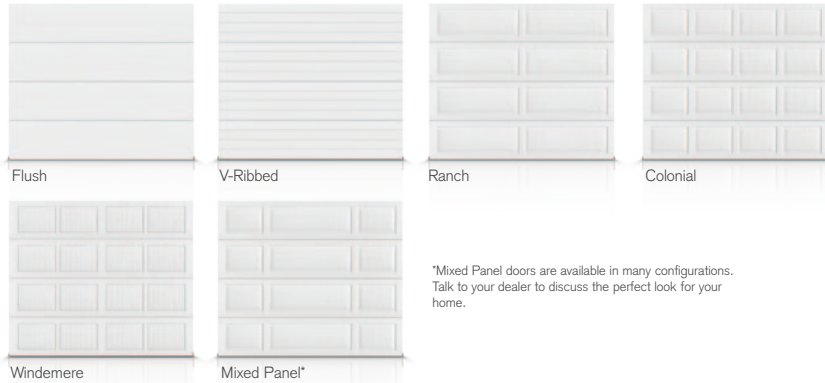 Flush
V-Ribbed
Ranch
Colonial
*Mixed Panel doors are available in many configurations.
Talk to your dealer to discuss the perfect look for your
home.
Windemere
Mixed Panel*